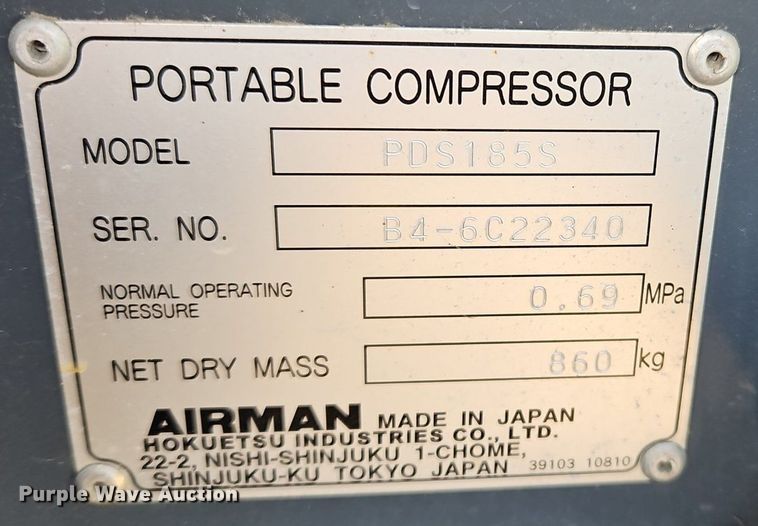 PORTABLE COMPRESSOR
MODEL PDS185S
SER. NO. B4-6C22340
NORMAL OPERATING
PRESSURE 0.69 MPa
NET DRY MASS 860 kg
AIRMAN MADE IN JAPAN
HOKUETSU INDUSTRIES CO., LTD.
22-2, NISHI-SHINJUKU 1-CHOME,
SHINJUKU-KU TOKYO JAPAN 39103 10810
Purple Wave Auction